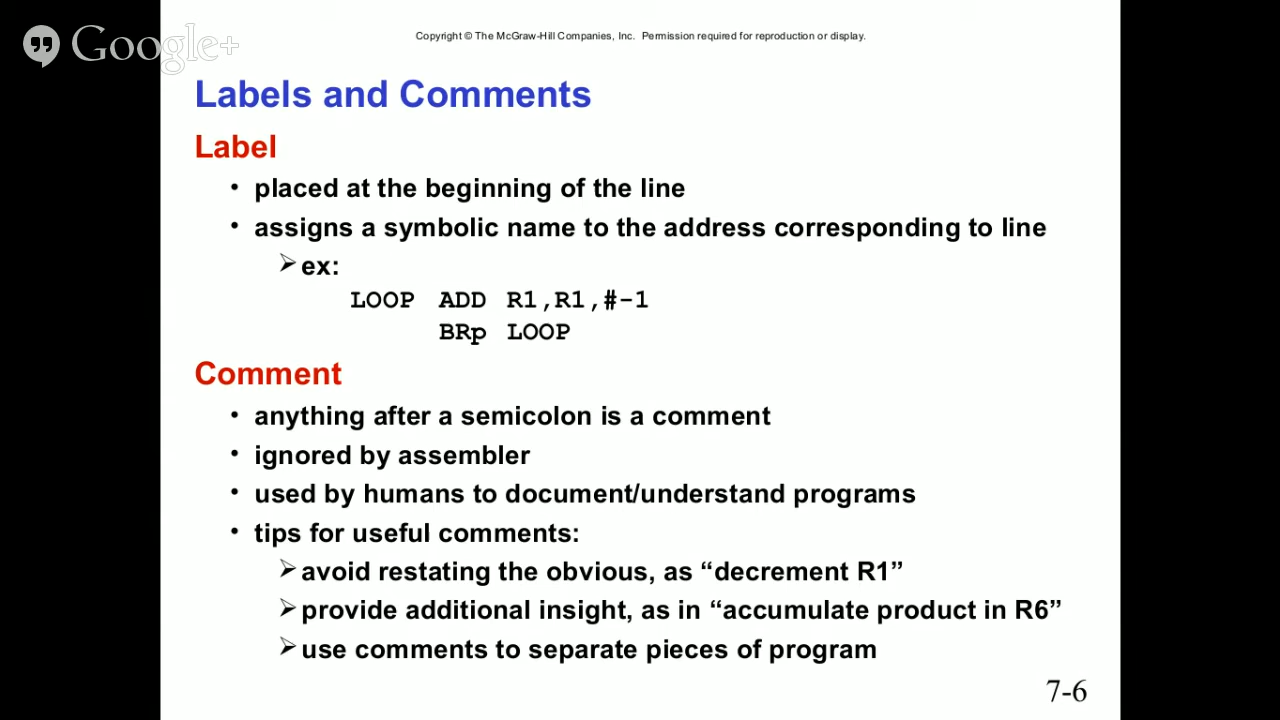 Google+
Copyright © The McGraw-Hill Companies, Inc. Permission required for reproduction or display.
Labels and Comments
Label
• placed at the beginning of the line
• assigns a symbolic name to the address corresponding to line
➢ ex:
LOOP ADD R1,R1,#-1
BRp LOOP
Comment
• anything after a semicolon is a comment
• ignored by assembler
• used by humans to document/understand programs
• tips for useful comments:
➢ avoid restating the obvious, as “decrement R1”
➢ provide additional insight, as in “accumulate product in R6”
➢ use comments to separate pieces of program
7-6